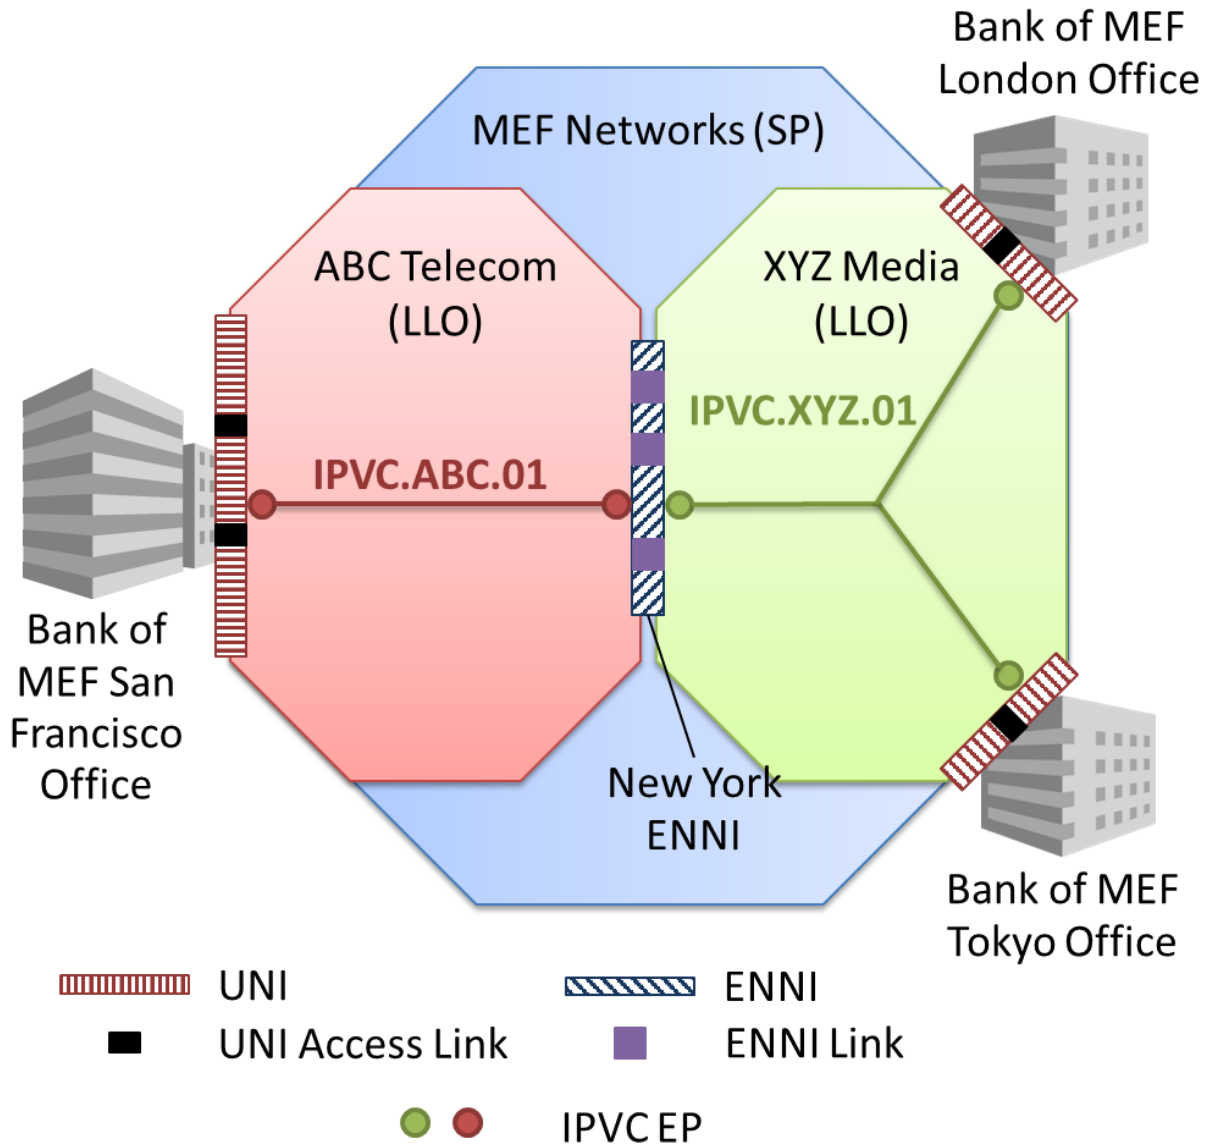 Bank of MEF
London Office
MEF Networks (SP)
ABC Telecom
(LLO)
XYZ Media
(LLO)
IPVC.XYZ.01
IPVC.ABC.01
Bank of
MEF San
Francisco
Office
New York
ENNI
Bank of MEF
Tokyo Office
UNI
ENNI
UNI Access Link
ENNI Link
IPVC EP